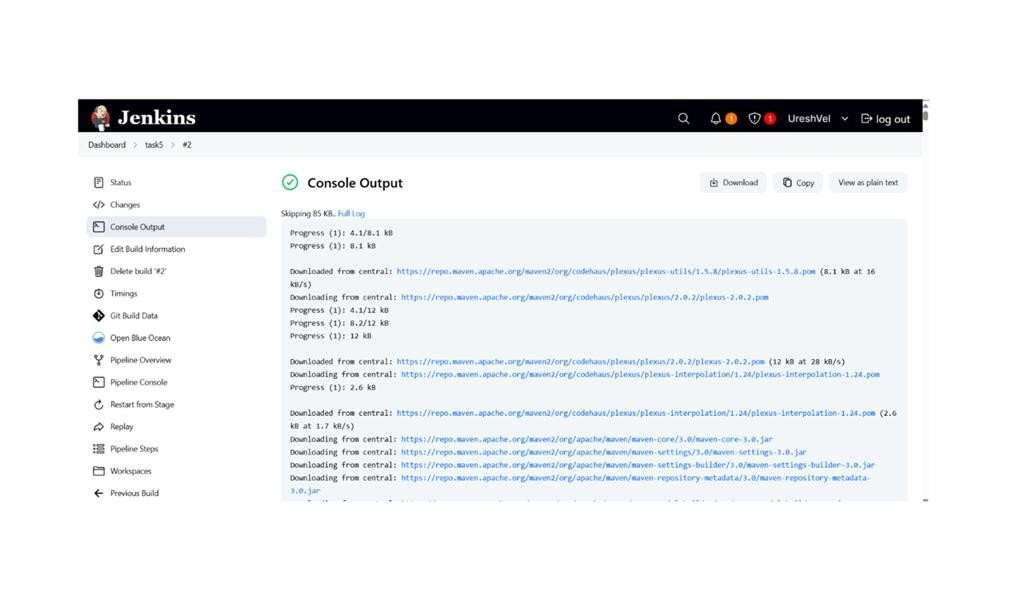 Jenkins
1
1
UreshVel
log out
Dashboard > task5 > #2
Status
Changes
Console Output
Edit Build Information
Delete build '#2'
Timings
Git Build Data
Open Blue Ocean
Pipeline Overview
Pipeline Console
Restart from Stage
Replay
Pipeline Steps
Workspaces
Previous Build
Console Output
Download
Copy
View as plain text
Skipping 85 KB.. Full Log
Progress (1): 4.1/8.1 kB
Progress (1): 8.1 kB
Downloaded from central: https://repo.maven.apache.org/maven2/org/codehaus/plexus/plexus-utils/1.5.8/plexus-utils-1.5.8.pom (8.1 kB at 16
kB/s)
Downloading from central: https://repo.maven.apache.org/maven2/org/codehaus/plexus/plexus/2.0.2/plexus-2.0.2.pom
Progress (1): 4.1/12 kB
Progress (1): 8.2/12 kB
Progress (1): 12 kB
Downloaded from central: https://repo.maven.apache.org/maven2/org/codehaus/plexus/plexus/2.0.2/plexus-2.0.2.pom (12 kB at 28 kB/s)
Downloading from central: https://repo.maven.apache.org/maven2/org/codehaus/plexus/plexus-interpolation/1.24/plexus-interpolation-1.24.pom
Progress (1): 2.6 kB
Downloaded from central: https://repo.maven.apache.org/maven2/org/codehaus/plexus/plexus-interpolation/1.24/plexus-interpolation-1.24.pom (2.6
kB at 1.7 kB/s)
Downloading from central: https://repo.maven.apache.org/maven2/org/apache/maven/maven-core/3.0/maven-core-3.0.jar
Downloading from central: https://repo.maven.apache.org/maven2/org/apache/maven/maven-settings/3.0/maven-settings-3.0.jar
Downloading from central: https://repo.maven.apache.org/maven2/org/apache/maven/maven-settings-builder/3.0/maven-settings-builder-3.0.jar
Downloading from central: https://repo.maven.apache.org/maven2/org/apache/maven/maven-repository-metadata/3.0/maven-repository-metadata-
3.0.jar